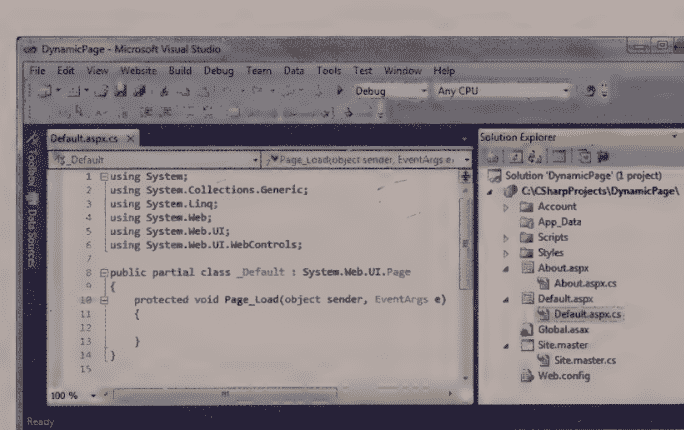 DynamicPage - Microsoft Visual Studio
File Edit View Website Build Debug Team Data Tools Test Window Help
Debug Any CPU
Toolbox Data Sources
Default.aspx.cs ×
_Default Page_Load(object sender, EventArgs e)
1 using System;
2 using System.Collections.Generic;
3 using System.Linq;
4 using System.Web;
5 using System.Web.UI;
6 using System.Web.UI.WebControls;
7
8 public partial class _Default : System.Web.UI.Page
9 {
10 protected void Page_Load(object sender, EventArgs e)
11 {
12
13 }
14 }
15
100 %
Solution Explorer
Solution 'DynamicPage' (1 project)
C:\CSharpProjects\DynamicPage\
Account
App_Data
Scripts
Styles
About.aspx
About.aspx.cs
Default.aspx
Default.aspx.cs
Global.asax
Site.master
Site.master.cs
Web.config
Ready